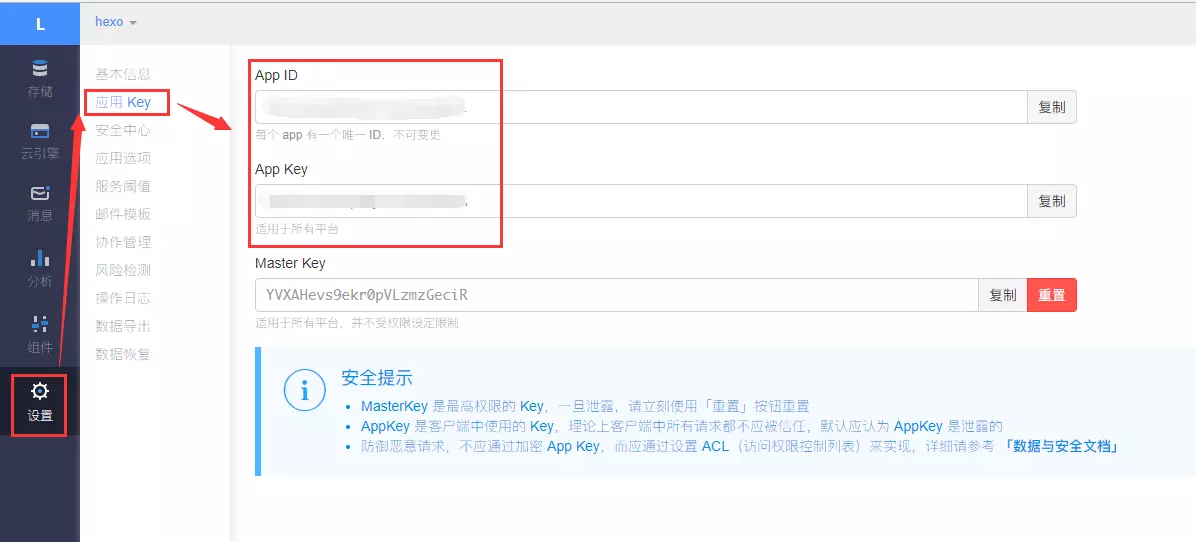 L
hexo
存储
云引擎
消息
分析
组件
设置
基本信息
应用 Key
安全中心
应用选项
服务阈值
邮件模板
协作管理
风险检测
操作日志
数据导出
数据恢复
App ID
复制
每个 app 有一个唯一 ID，不可变更
App Key
复制
适用于所有平台
Master Key
YVXAHevs9ekr0pVLzmzGeciR
复制
重置
适用于所有平台，并不受权限设定限制
安全提示
MasterKey 是最高权限的 Key，一旦泄露，请立刻使用「重置」按钮重置
AppKey 是客户端中使用的 Key，理论上客户端中所有请求都不应被信任，默认应认为 AppKey 是泄露的
防御恶意请求，不应通过加密 App Key，而应通过设置 ACL（访问权限控制列表）来实现，详细请参考 「数据与安全文档」